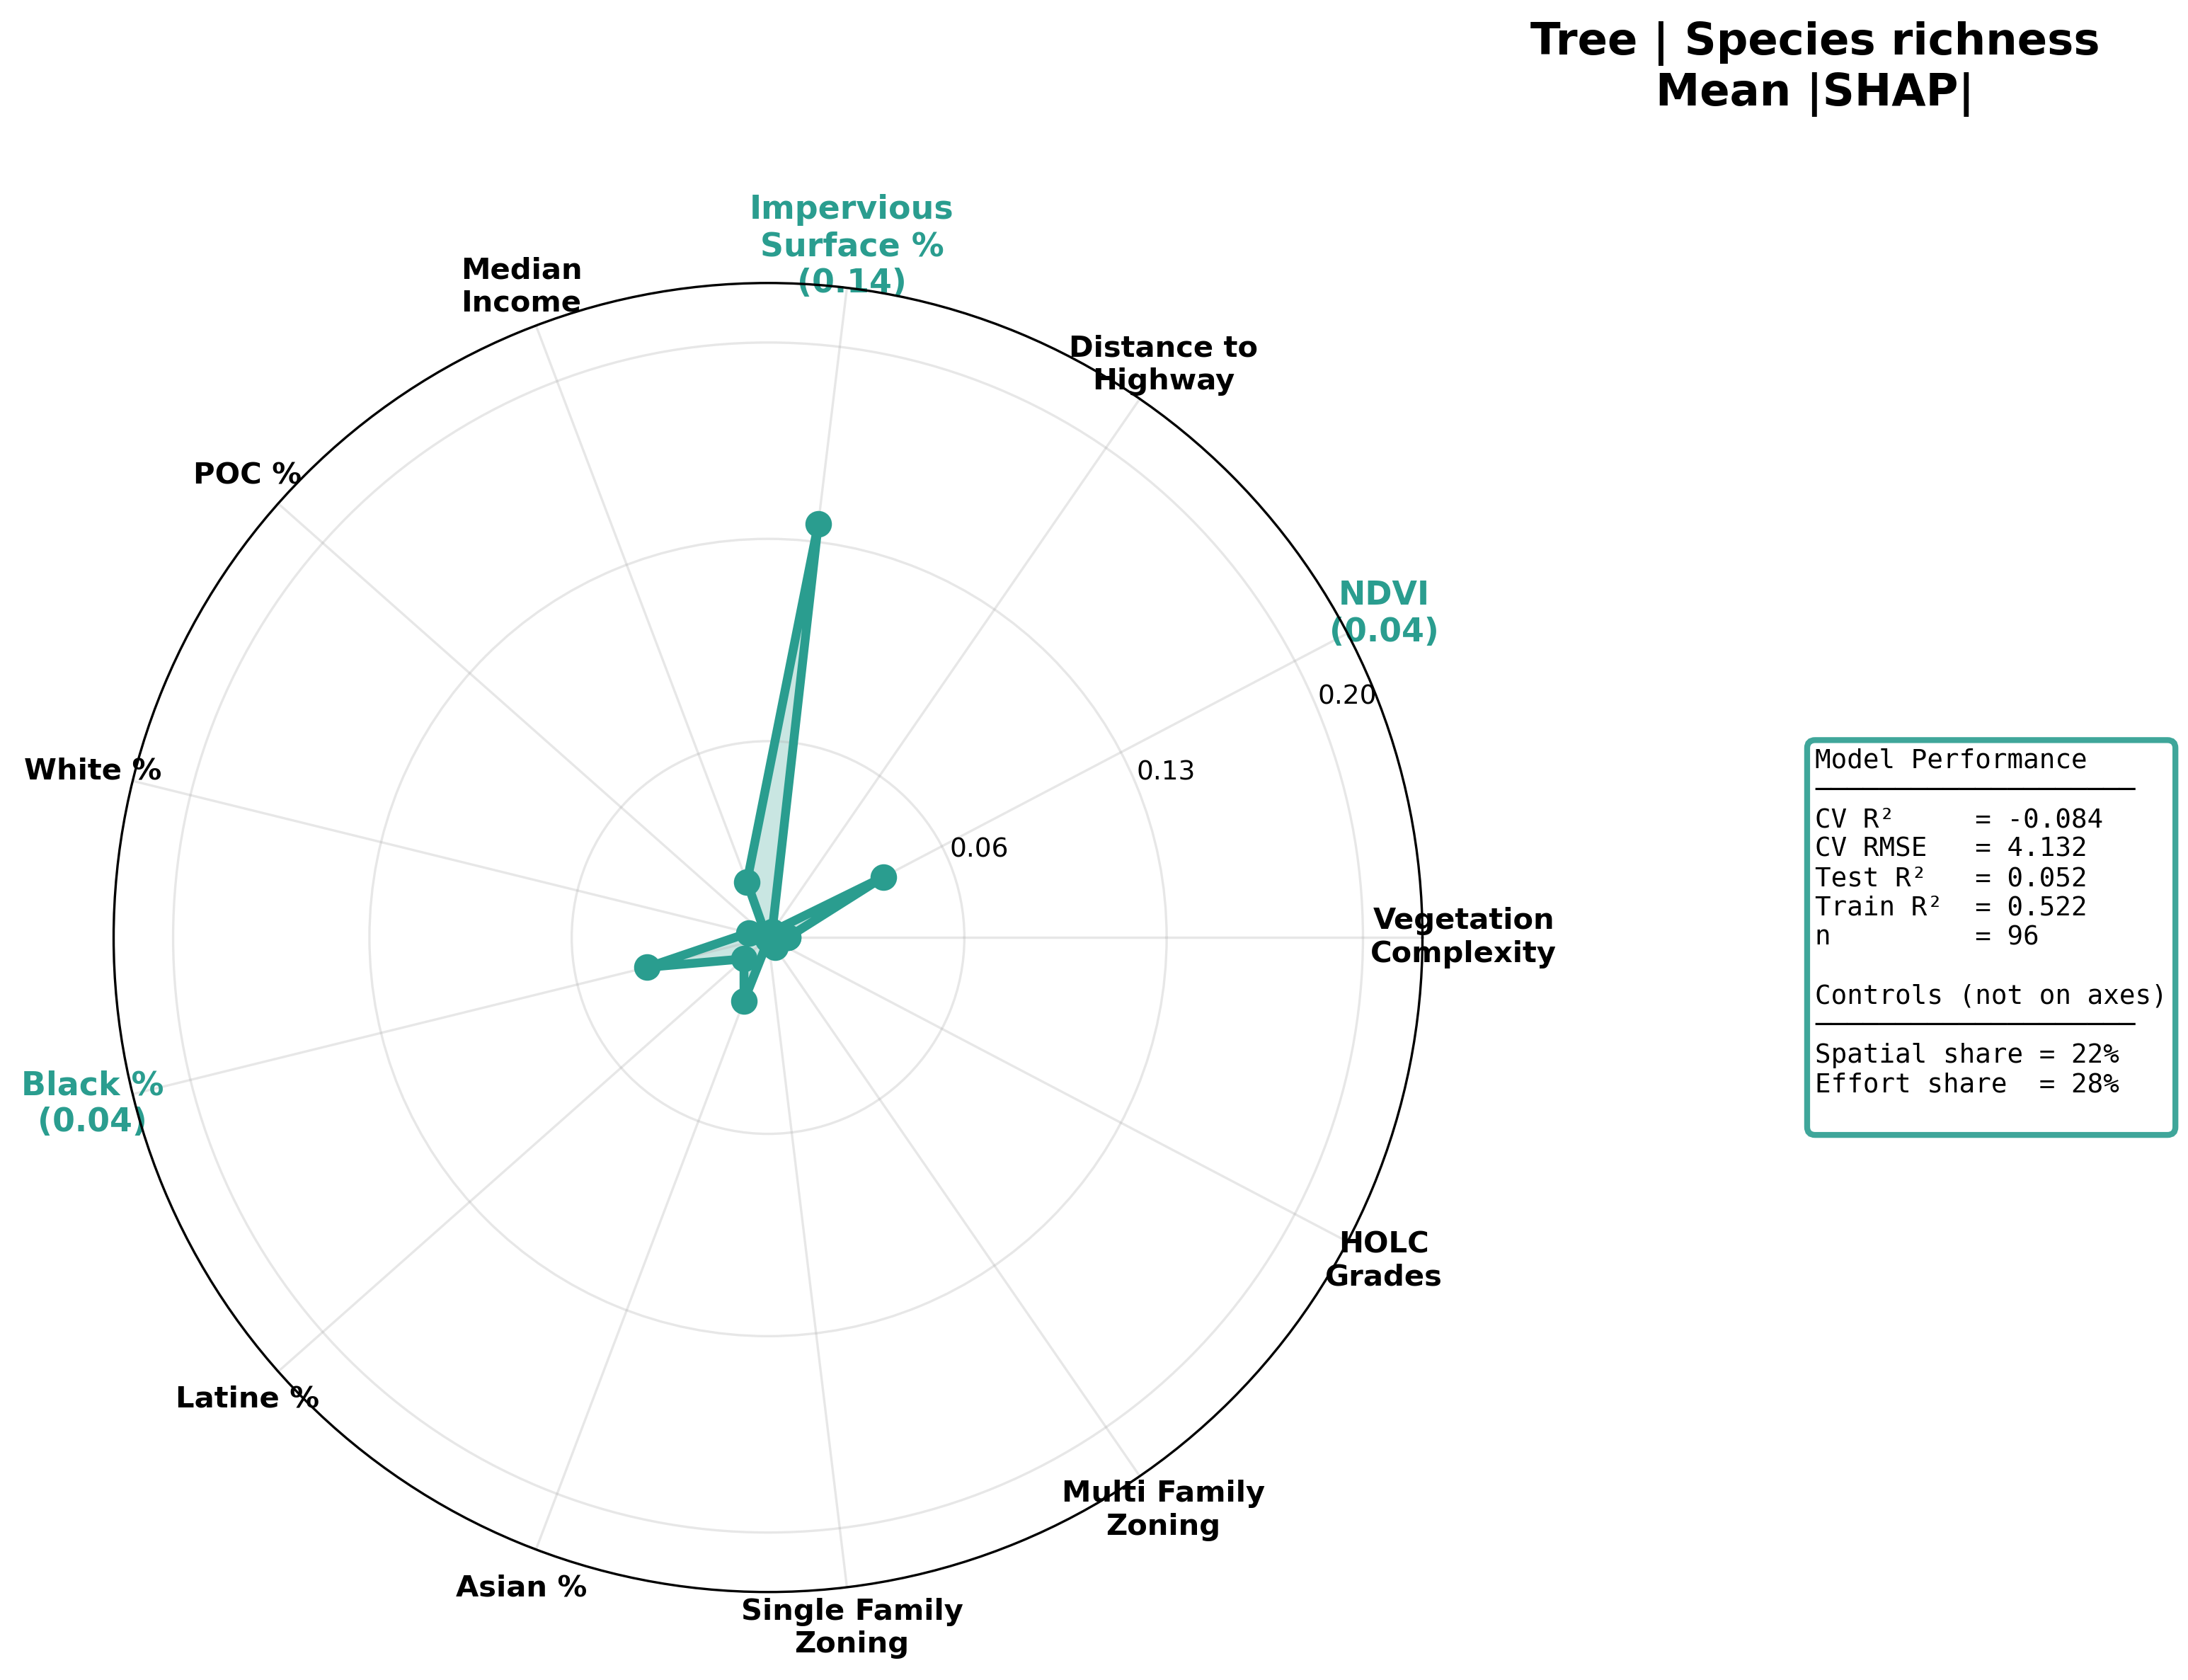 Tree | Species richness
Mean |SHAP|
Impervious
Surface %
(0.14)
Median
Income
Distance to
Highway
POC %
NDVI
(0.04)
0.20
0.13
0.06
White %
Vegetation
Complexity
Black %
(0.04)
HOLC
Grades
Latine %
Multi Family
Zoning
Asian %
Single Family
Zoning
Model Performance
CV R² = -0.084
CV RMSE = 4.132
Test R² = 0.052
Train R² = 0.522
n = 96
Controls (not on axes)
Spatial share = 22%
Effort share = 28%